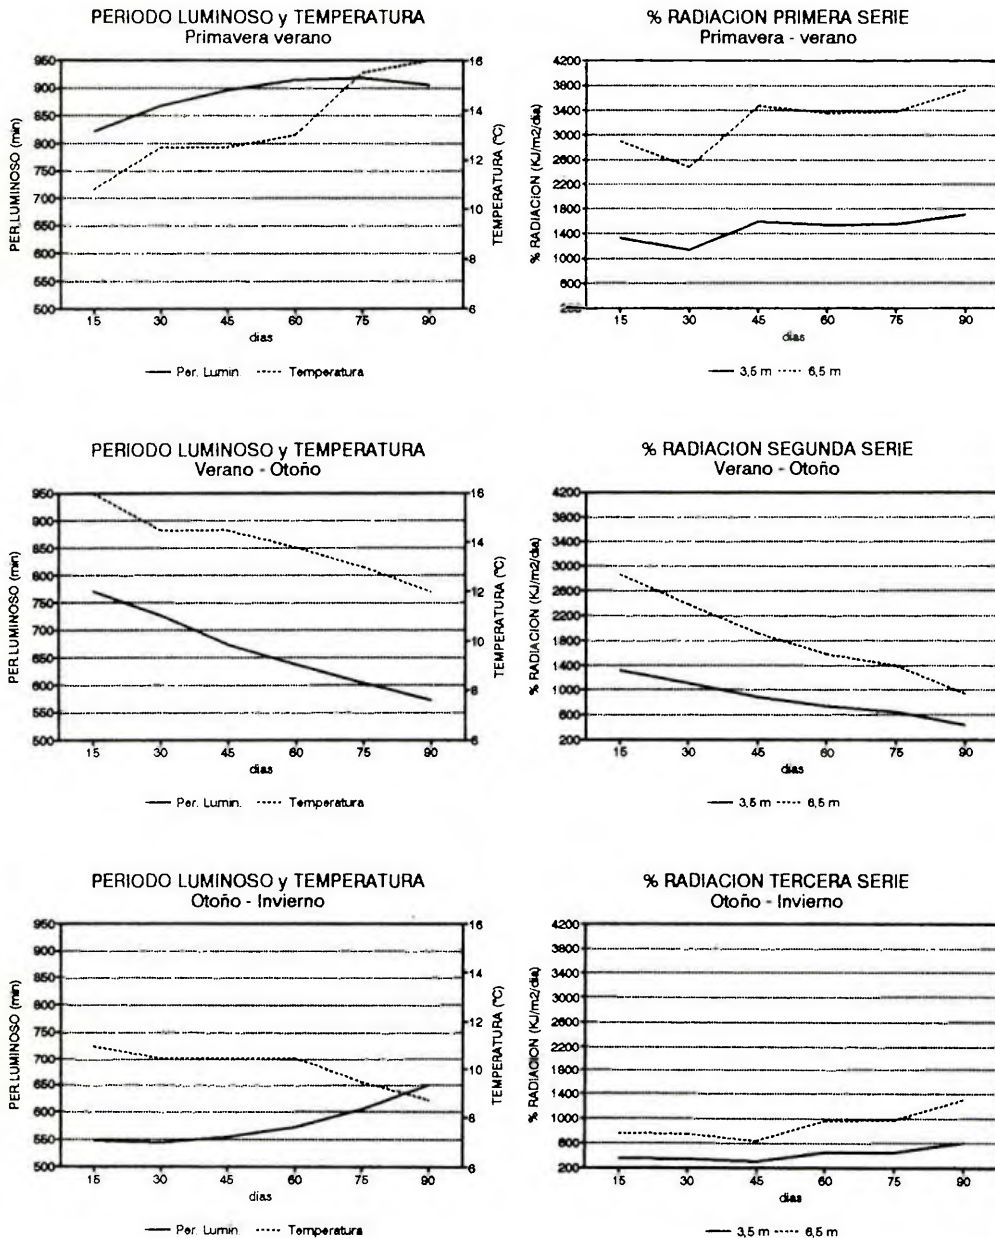 PERIODO LUMINOSO y TEMPERATURA
Primavera verano
PER.LUMINOSO (min)
950
900
850
800
750
700
650
600
550
500
TEMPERATURA (ºC)
16
14
12
10
8
6
15 30 45 60 75 90
dias
Per. Lumin. Temperatura
% RADIACION PRIMERA SERIE
Primavera - verano
% RADIACION (KJ/m2/dia)
4200
3800
3400
3000
2600
2200
1800
1400
1000
600
200
15 30 45 60 75 90
dias
3,5 m 6,5 m
PERIODO LUMINOSO y TEMPERATURA
Verano - Otoño
PER.LUMINOSO (min)
950
900
850
800
750
700
650
600
550
500
TEMPERATURA (ºC)
16
14
12
10
8
6
15 30 45 60 75 90
dias
Per. Lumin. Temperatura
% RADIACION SEGUNDA SERIE
Verano - Otoño
% RADIACION (KJ/m2/dia)
4200
3800
3400
3000
2600
2200
1800
1400
1000
600
200
15 30 45 60 75 90
dias
3,5 m 6,5 m
PERIODO LUMINOSO y TEMPERATURA
Otoño - Invierno
PER.LUMINOSO (min)
950
900
850
800
750
700
650
600
550
500
TEMPERATURA (ºC)
16
14
12
10
8
6
15 30 45 60 75 90
dias
Per. Lumin. Temperatura
% RADIACION TERCERA SERIE
Otoño - Invierno
% RADIACION (KJ/m2/dia)
4200
3800
3400
3000
2600
2200
1800
1400
1000
600
200
15 30 45 60 75 90
dias
3,5 m 6,5 m